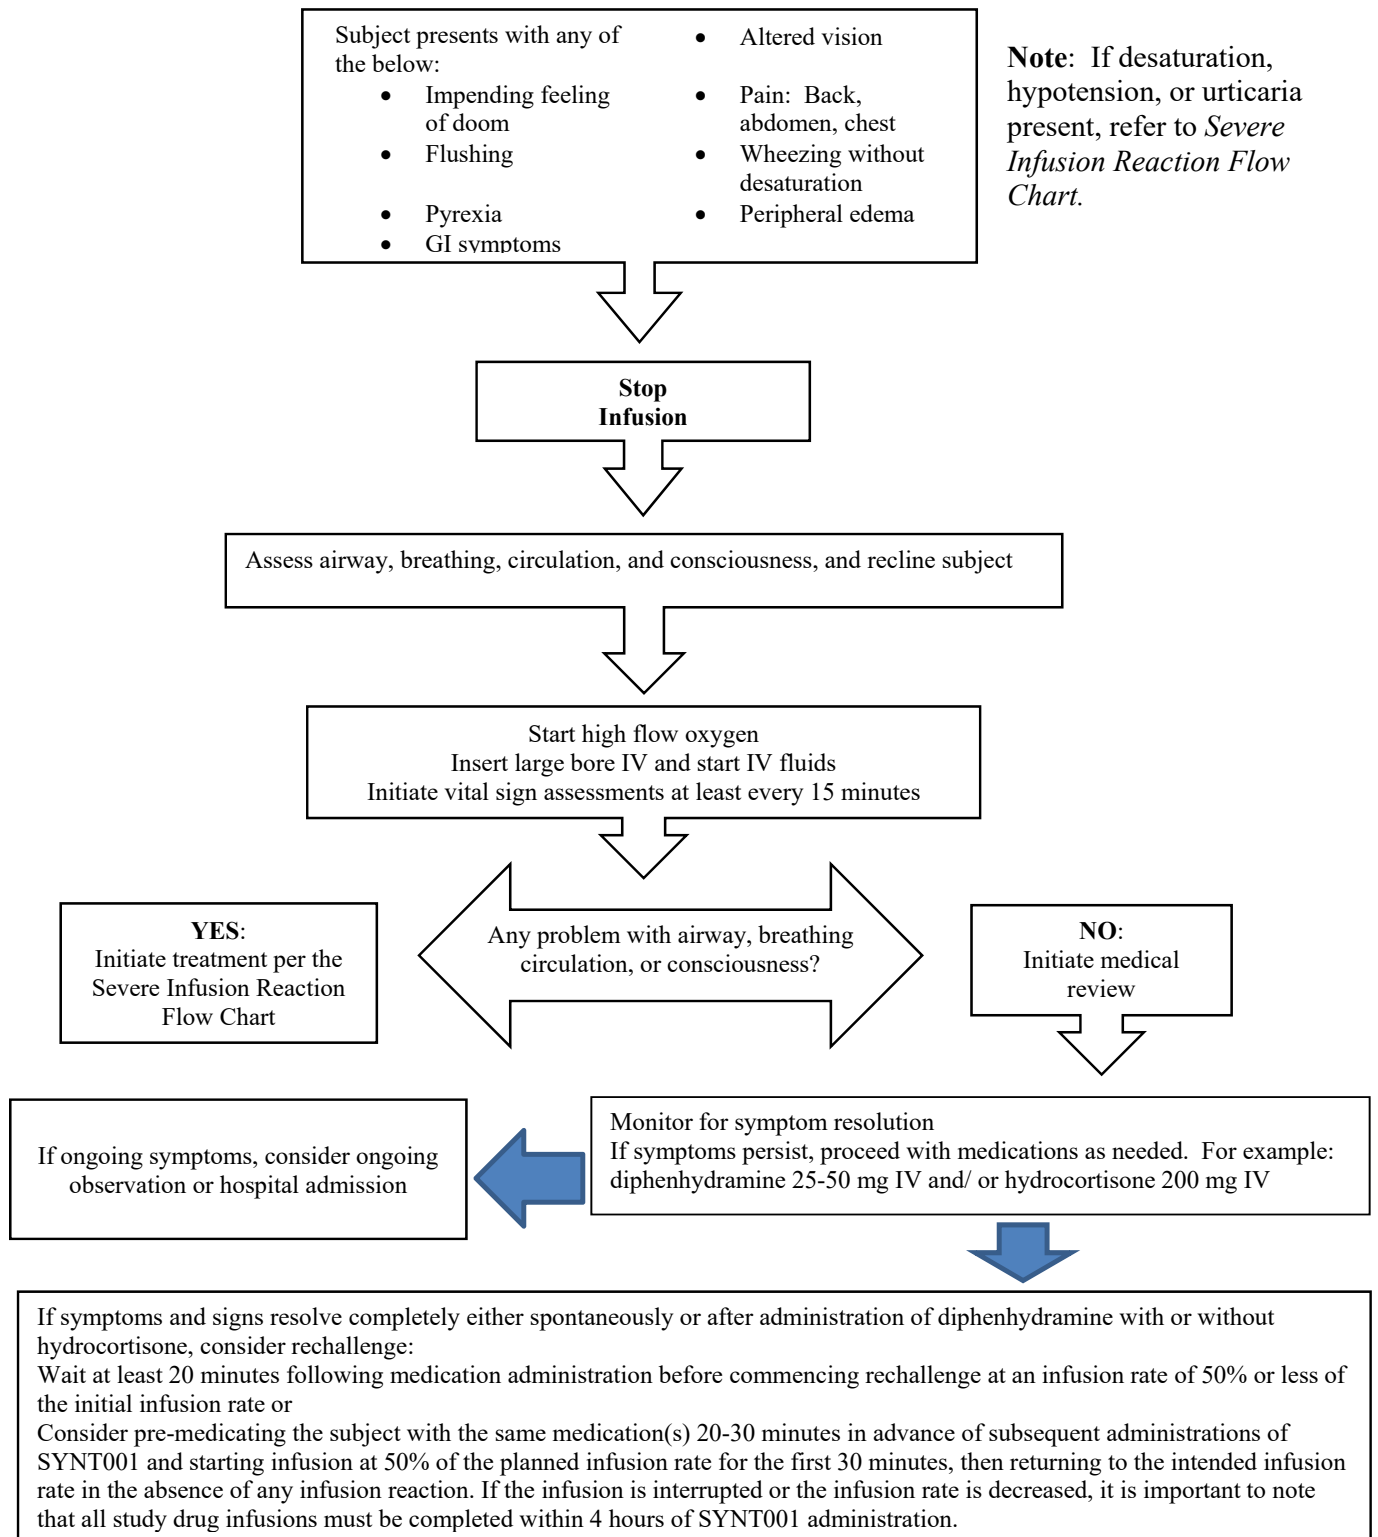 Subject presents with any of
the below:
• Impending feeling
of doom
• Flushing
• Pyrexia
• GI symptoms
• Altered vision
• Pain: Back,
abdomen, chest
• Wheezing without
desaturation
• Peripheral edema
Note: If desaturation,
hypotension, or urticaria
present, refer to Severe
Infusion Reaction Flow
Chart.
Stop
Infusion
Assess airway, breathing, circulation, and consciousness, and recline subject
Start high flow oxygen
Insert large bore IV and start IV fluids
Initiate vital sign assessments at least every 15 minutes
Any problem with airway, breathing
circulation, or consciousness?
YES:
Initiate treatment per the
Severe Infusion Reaction
Flow Chart
NO:
Initiate medical
review
Monitor for symptom resolution
If symptoms persist, proceed with medications as needed. For example:
diphenhydramine 25-50 mg IV and/ or hydrocortisone 200 mg IV
If ongoing symptoms, consider ongoing
observation or hospital admission
If symptoms and signs resolve completely either spontaneously or after administration of diphenhydramine with or without
hydrocortisone, consider rechallenge:
Wait at least 20 minutes following medication administration before commencing rechallenge at an infusion rate of 50% or less of
the initial infusion rate or
Consider pre-medicating the subject with the same medication(s) 20-30 minutes in advance of subsequent administrations of
SYNT001 and starting infusion at 50% of the planned infusion rate for the first 30 minutes, then returning to the intended infusion
rate in the absence of any infusion reaction. If the infusion is interrupted or the infusion rate is decreased, it is important to note
that all study drug infusions must be completed within 4 hours of SYNT001 administration.